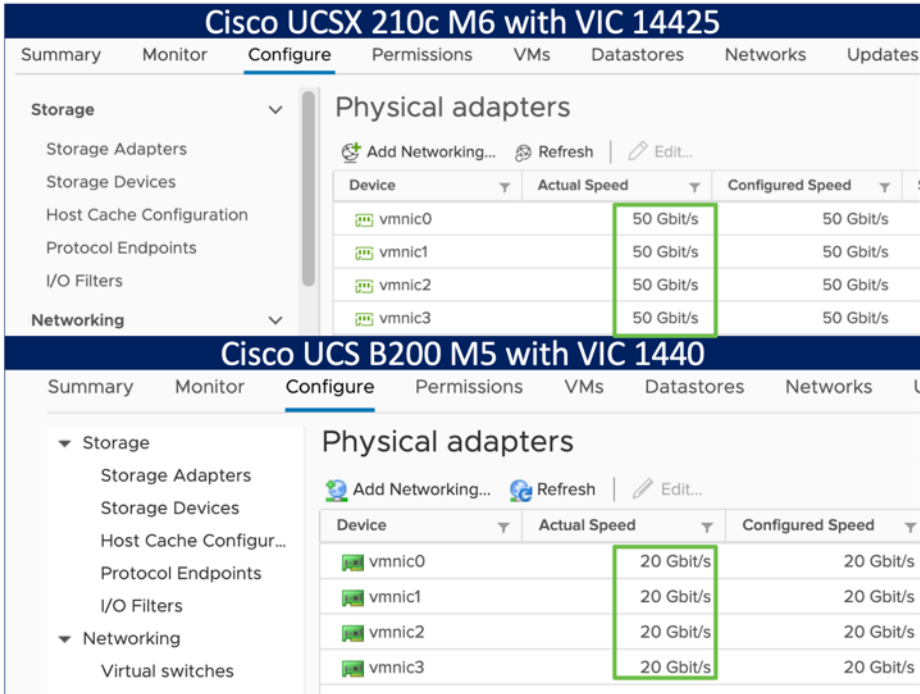 Cisco UCSX 210c M6 with VIC 14425
Summary Monitor Configure Permissions VMs Datastores Networks Updates
Storage
Storage Adapters
Storage Devices
Host Cache Configuration
Protocol Endpoints
I/O Filters
Networking
Physical adapters
Add Networking... Refresh Edit...
Device Actual Speed Configured Speed
vmnic0 50 Gbit/s 50 Gbit/s
vmnic1 50 Gbit/s 50 Gbit/s
vmnic2 50 Gbit/s 50 Gbit/s
vmnic3 50 Gbit/s 50 Gbit/s
Cisco UCS B200 M5 with VIC 1440
Summary Monitor Configure Permissions VMs Datastores Networks
Storage
Storage Adapters
Storage Devices
Host Cache Configur...
Protocol Endpoints
I/O Filters
Networking
Virtual switches
Physical adapters
Add Networking... Refresh Edit...
Device Actual Speed Configured Speed
vmnic0 20 Gbit/s 20 Gbit/s
vmnic1 20 Gbit/s 20 Gbit/s
vmnic2 20 Gbit/s 20 Gbit/s
vmnic3 20 Gbit/s 20 Gbit/s